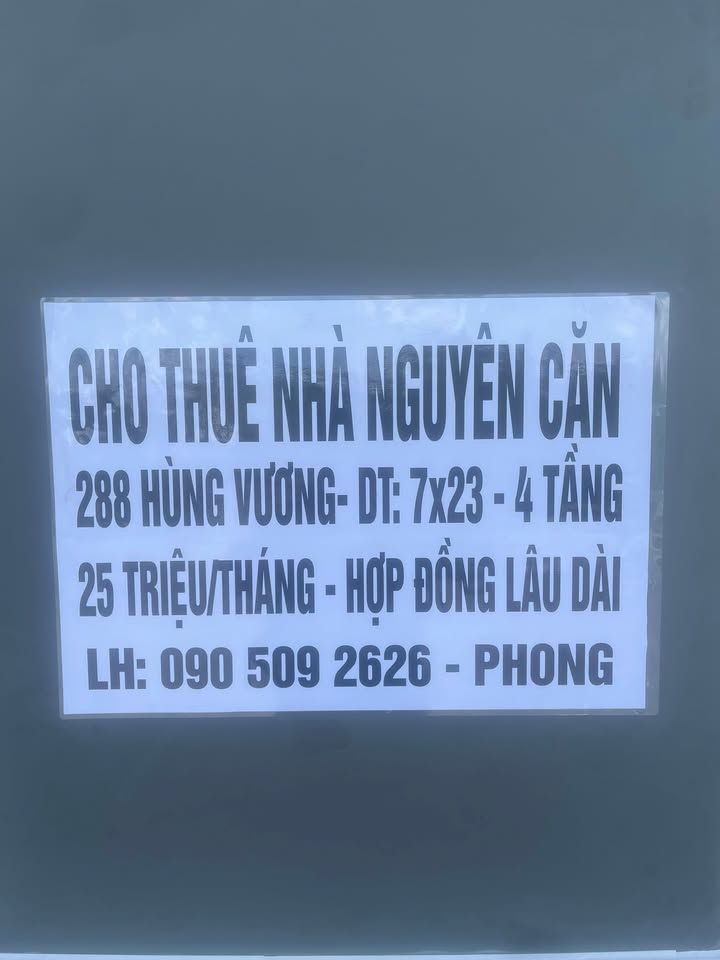 CHO THUÊ NHÀ NGUYÊN CĂN
288 HÙNG VƯƠNG- DT: 7x23 - 4 TẦNG
25 TRIỆU/THÁNG - HỢP ĐỒNG LÂU DÀI
LH: 090 509 2626 - PHONG